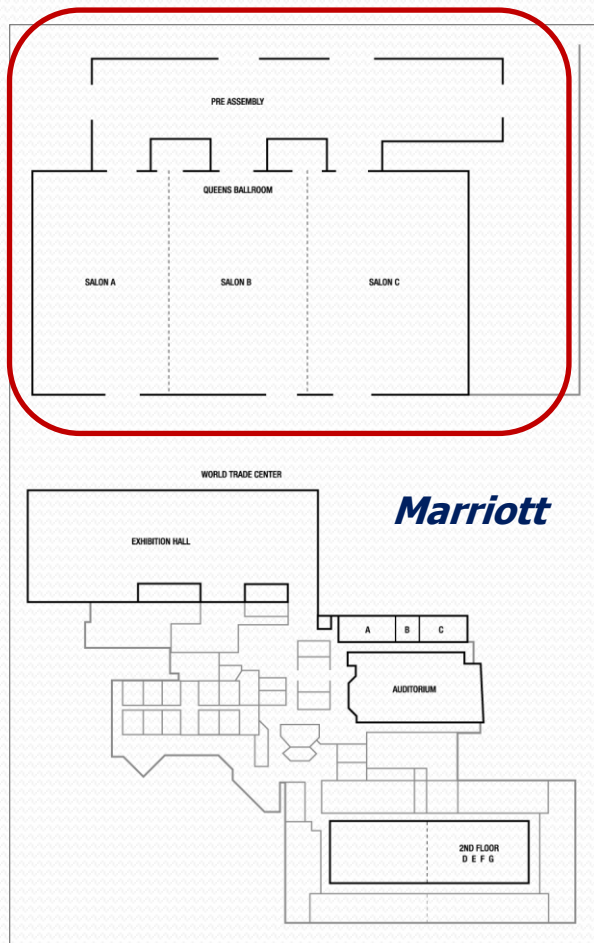 PRE ASSEMBLY
QUEENS BALLROOM
SALON A
SALON B
SALON C
WORLD TRADE CENTER
Marriott
EXHIBITION HALL
A
B
C
AUDITORIUM
2ND FLOOR
D E F G